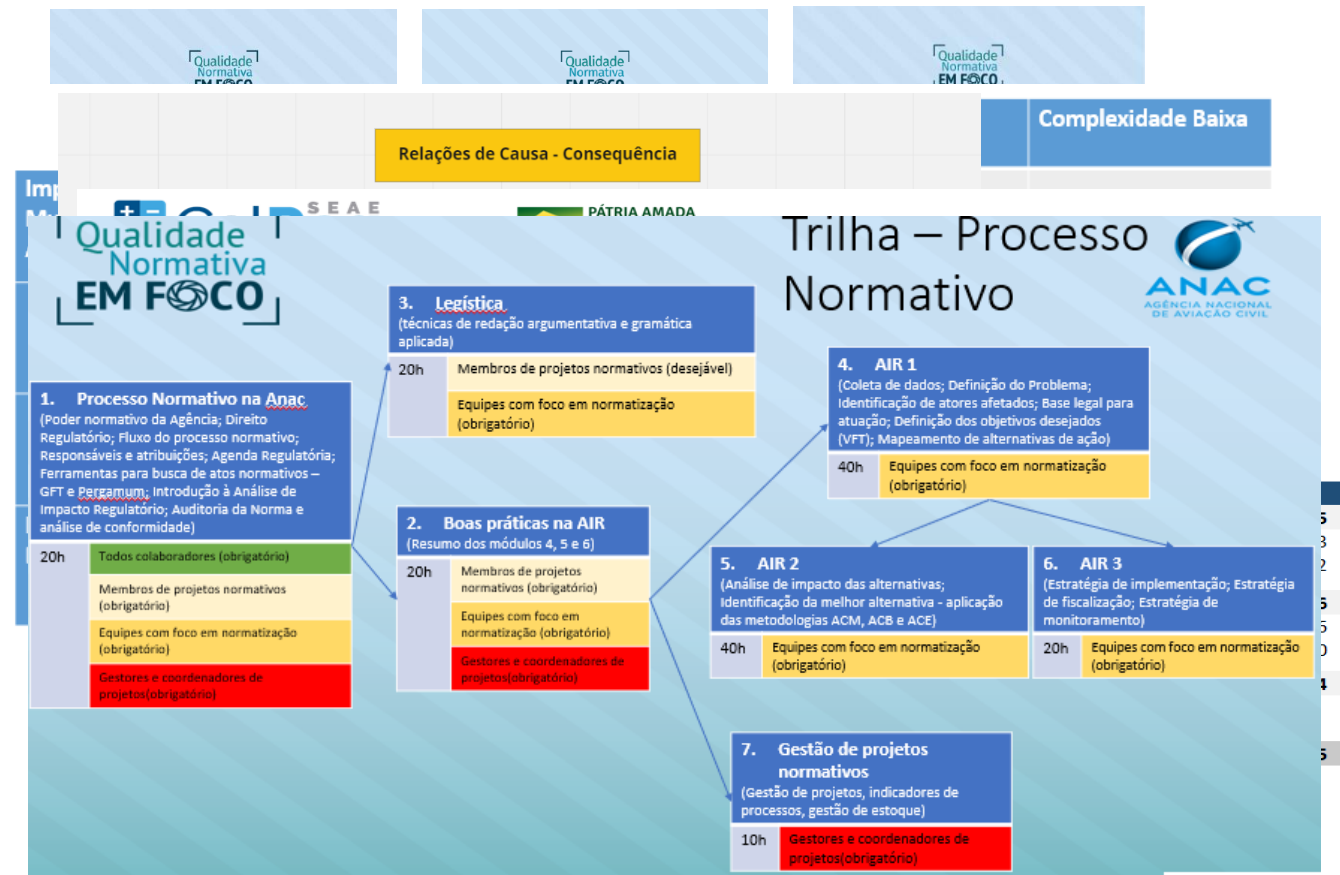 Qualidade
Normativa
EM FOCO
Qualidade
Normativa
EM FOCO
Qualidade
Normativa
EM FOCO
Complexidade Baixa
Relações de Causa - Consequência
SEAE
PÁTRIA AMADA
Qualidade
Normativa
EM FOCO
Trilha – Processo
Normativo
ANAC
AGÊNCIA NACIONAL
DE AVIAÇÃO CIVIL
1. Processo Normativo na Anac
(Poder normativo da Agência; Direito
Regulatório; Fluxo do processo normativo;
Responsáveis e atribuições; Agenda Regulatória;
Ferramentas para busca de atos normativos –
GFT e Pergamum; Introdução à Análise de
Impacto Regulatório; Auditoria da Norma e
análise de conformidade)
20h
Todos colaboradores (obrigatório)
Membros de projetos normativos
(obrigatório)
Equipes com foco em normatização
(obrigatório)
Gestores e coordenadores de
projetos(obrigatório)
3. Legística
(técnicas de redação argumentativa e gramática
aplicada)
20h
Membros de projetos normativos (desejável)
Equipes com foco em normatização
(obrigatório)
2. Boas práticas na AIR
(Resumo dos módulos 4, 5 e 6)
20h
Membros de projetos
normativos (obrigatório)
Equipes com foco em
normatização (obrigatório)
Gestores e coordenadores de
projetos(obrigatório)
4. AIR 1
(Coleta de dados; Definição do Problema;
Identificação de atores afetados; Base legal para
atuação; Definição dos objetivos desejados
(VFT); Mapeamento de alternativas de ação)
40h
Equipes com foco em normatização
(obrigatório)
5. AIR 2
(Análise de impacto das alternativas;
Identificação da melhor alternativa - aplicação
das metodologias ACM, ACB e ACE)
40h
Equipes com foco em normatização
(obrigatório)
6. AIR 3
(Estratégia de implementação; Estratégia
de fiscalização; Estratégia de
monitoramento)
20h
Equipes com foco em normatização
(obrigatório)
7. Gestão de projetos
normativos
(Gestão de projetos, indicadores de
processos, gestão de estoque)
10h
Gestores e coordenadores de
projetos(obrigatório)